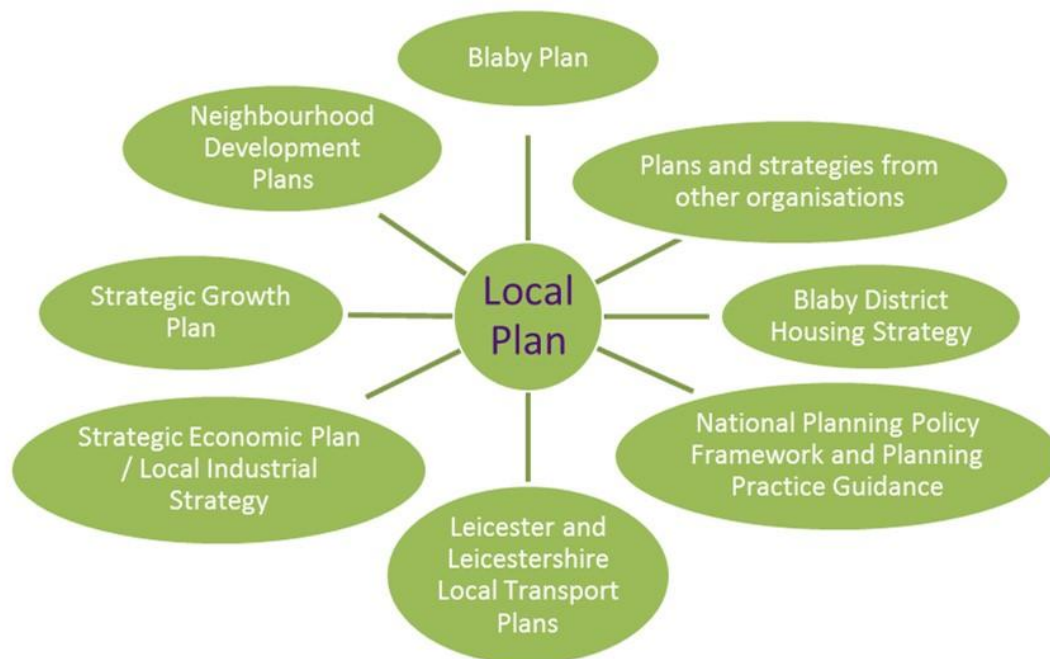 Blaby Plan
Neighbourhood
Development
Plans
Plans and strategies from
other organisations
Local
Plan
Strategic Growth
Plan
Blaby District
Housing Strategy
Strategic Economic Plan
/ Local Industrial
Strategy
National Planning Policy
Framework and Planning
Practice Guidance
Leicester and
Leicestershire
Local Transport
Plans